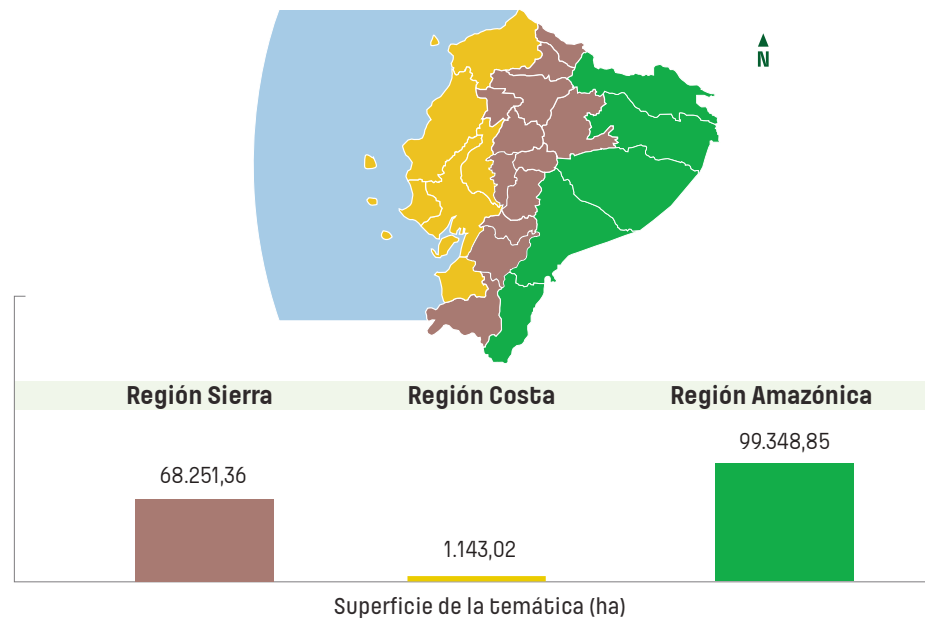 N
Región Sierra
Región Costa
Región Amazónica
68.251,36
1.143,02
99.348,85
Superficie de la temática (ha)